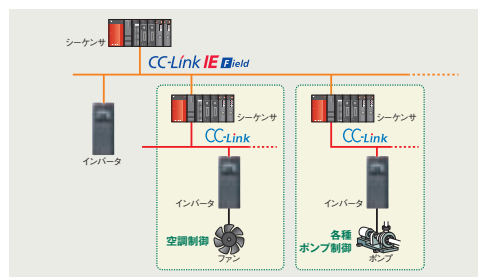 シーケンサ
CC-Link IE Field
シーケンサ
シーケンサ
CC-Link
CC-Link
インバータ
インバータ
インバータ
空調制御
ファン
各種
ポンプ制御
ポンプ